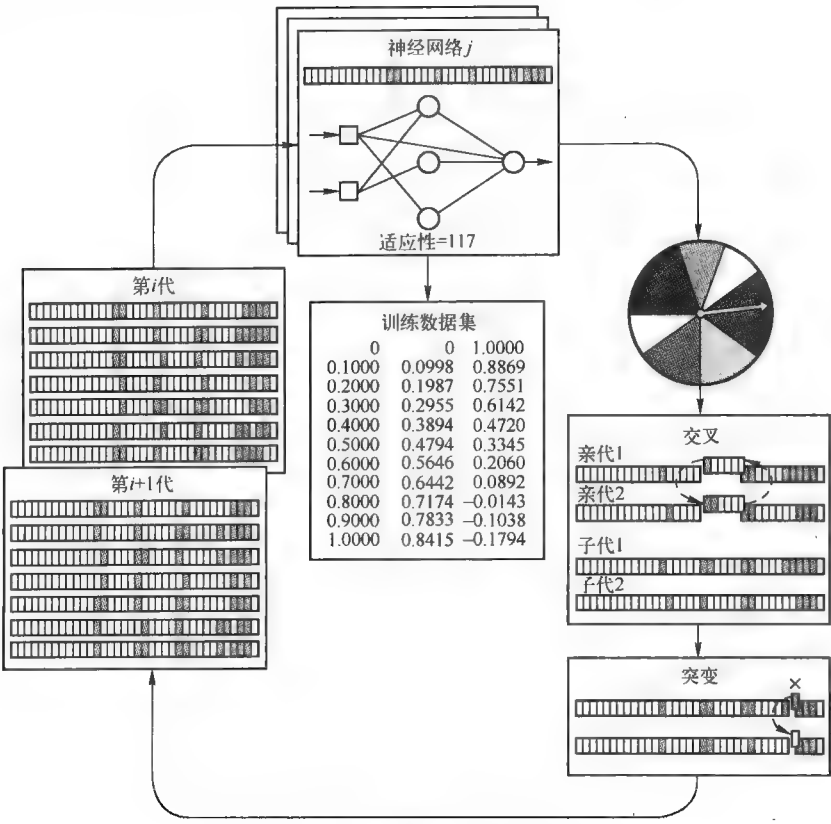 神经网络j
适应性=117
第i代
第i+1代
训练数据集
0 0 1.0000
0.1000 0.0998 0.8869
0.2000 0.1987 0.7551
0.3000 0.2955 0.6142
0.4000 0.3894 0.4720
0.5000 0.4794 0.3345
0.6000 0.5646 0.2060
0.7000 0.6442 0.0892
0.8000 0.7174 –0.0143
0.9000 0.7833 –0.1038
1.0000 0.8415 –0.1794
交叉
亲代1
亲代2
子代1
子代2
突变
×